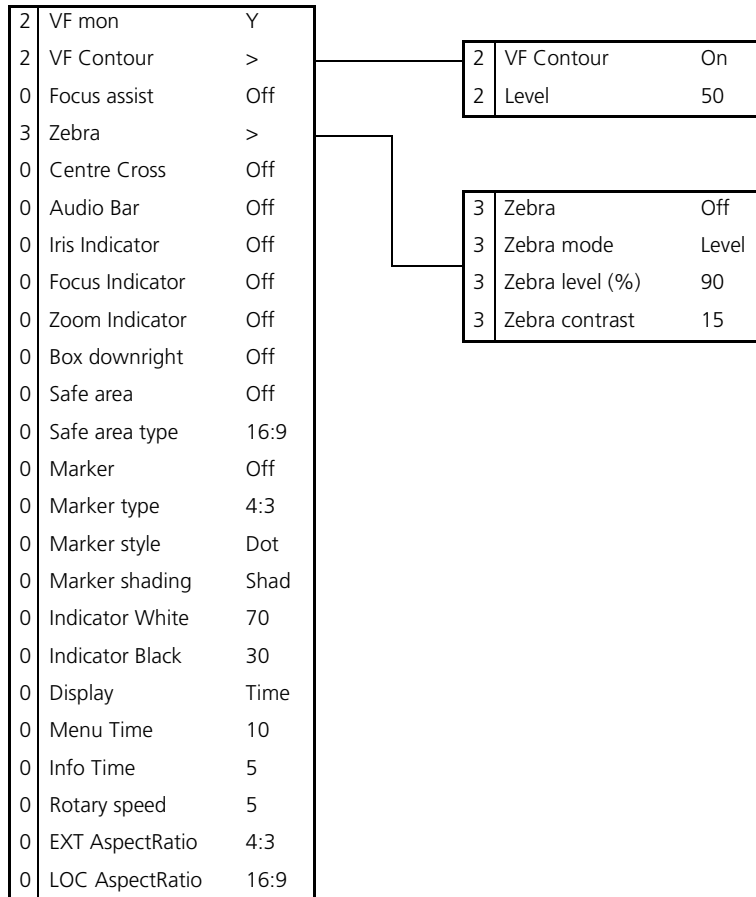 2 VF mon Y
2 VF Contour >
0 Focus assist Off
3 Zebra >
0 Centre Cross Off
0 Audio Bar Off
0 Iris Indicator Off
0 Focus Indicator Off
0 Zoom Indicator Off
0 Box downright Off
0 Safe area Off
0 Safe area type 16:9
0 Marker Off
0 Marker type 4:3
0 Marker style Dot
0 Marker shading Shad
0 Indicator White 70
0 Indicator Black 30
0 Display Time
0 Menu Time 10
0 Info Time 5
0 Rotary speed 5
0 EXT AspectRatio 4:3
0 LOC AspectRatio 16:9
2 VF Contour On
2 Level 50
3 Zebra Off
3 Zebra mode Level
3 Zebra level (%) 90
3 Zebra contrast 15